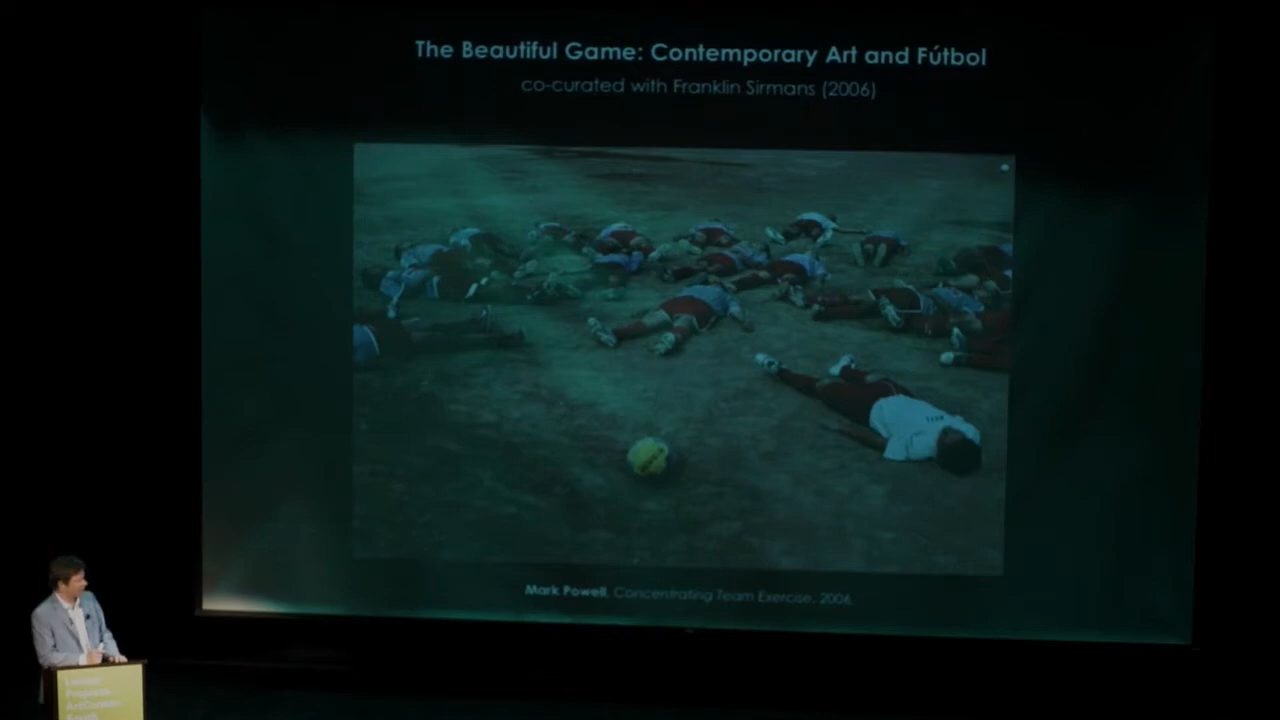 The Beautiful Game: Contemporary Art and Fútbol
co-curated with Franklin Sirmans (2006)
Mark Powell, Concentrating Team Exercise, 2006